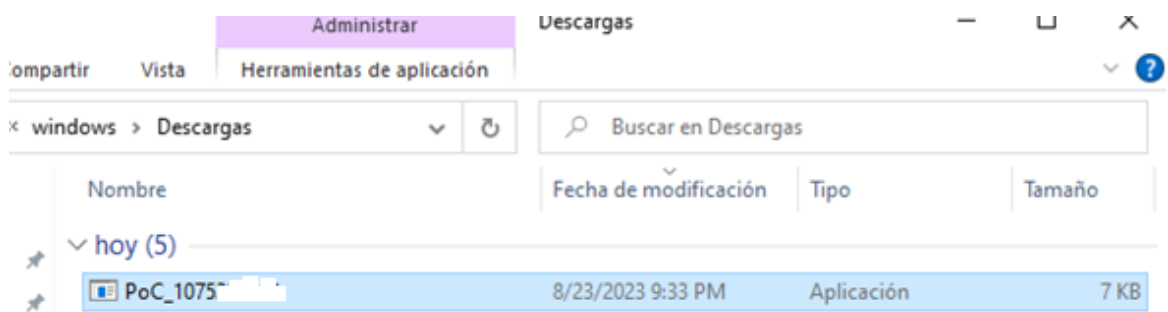 Administrar Descargas
Compartir Vista Herramientas de aplicación
windows > Descargas Buscar en Descargas
Nombre Fecha de modificación Tipo Tamaño
hoy (5)
PoC_1075 8/23/2023 9:33 PM Aplicación 7 KB